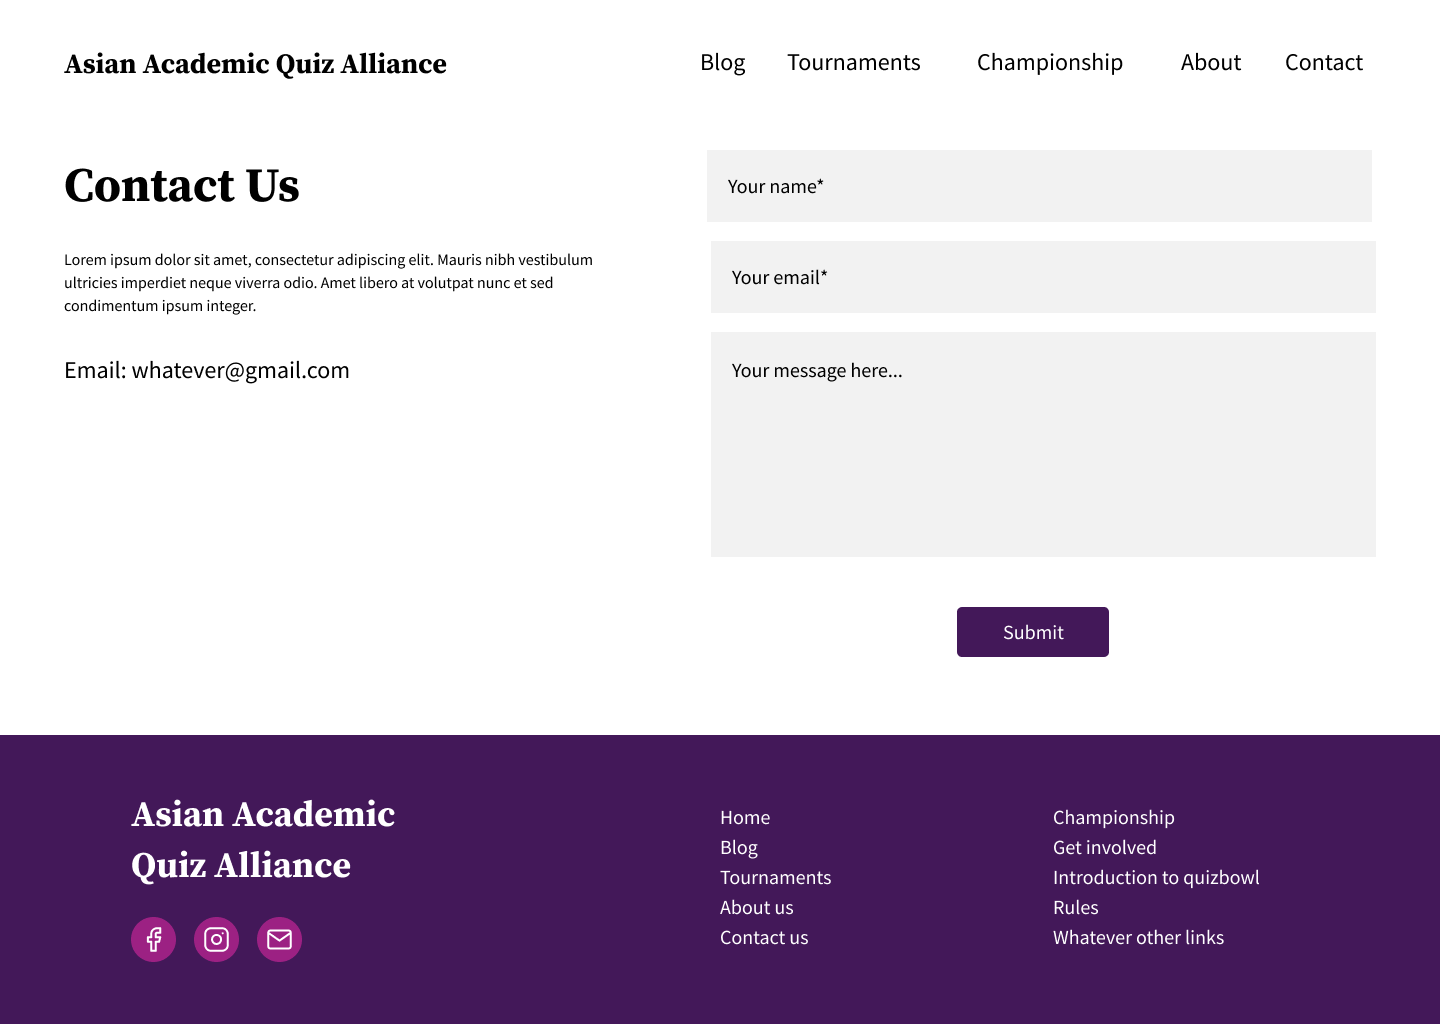 Asian Academic Quiz Alliance
Blog Tournaments Championship About Contact
Contact Us
Lorem ipsum dolor sit amet, consectetur adipiscing elit. Mauris nibh vestibulum
ultricies imperdiet neque viverra odio. Amet libero at volutpat nunc et sed
condimentum ipsum integer.
Email: whatever@gmail.com
Your name*
Your email*
Your message here...
Submit
Asian Academic
Quiz Alliance
Home
Blog
Tournaments
About us
Contact us
Championship
Get involved
Introduction to quizbowl
Rules
Whatever other links